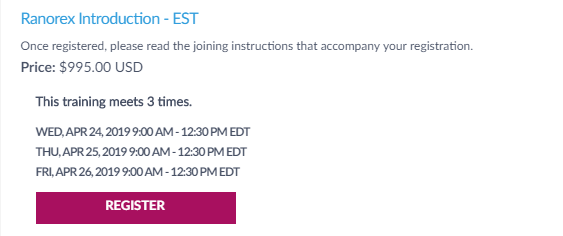 Ranorex Introduction - EST
Once registered, please read the joining instructions that accompany your registration.
Price: $995.00 USD
This training meets 3 times.
WED, APR 24, 2019 9:00 AM - 12:30 PM EDT
THU, APR 25, 2019 9:00 AM - 12:30 PM EDT
FRI, APR 26, 2019 9:00 AM - 12:30 PM EDT
REGISTER